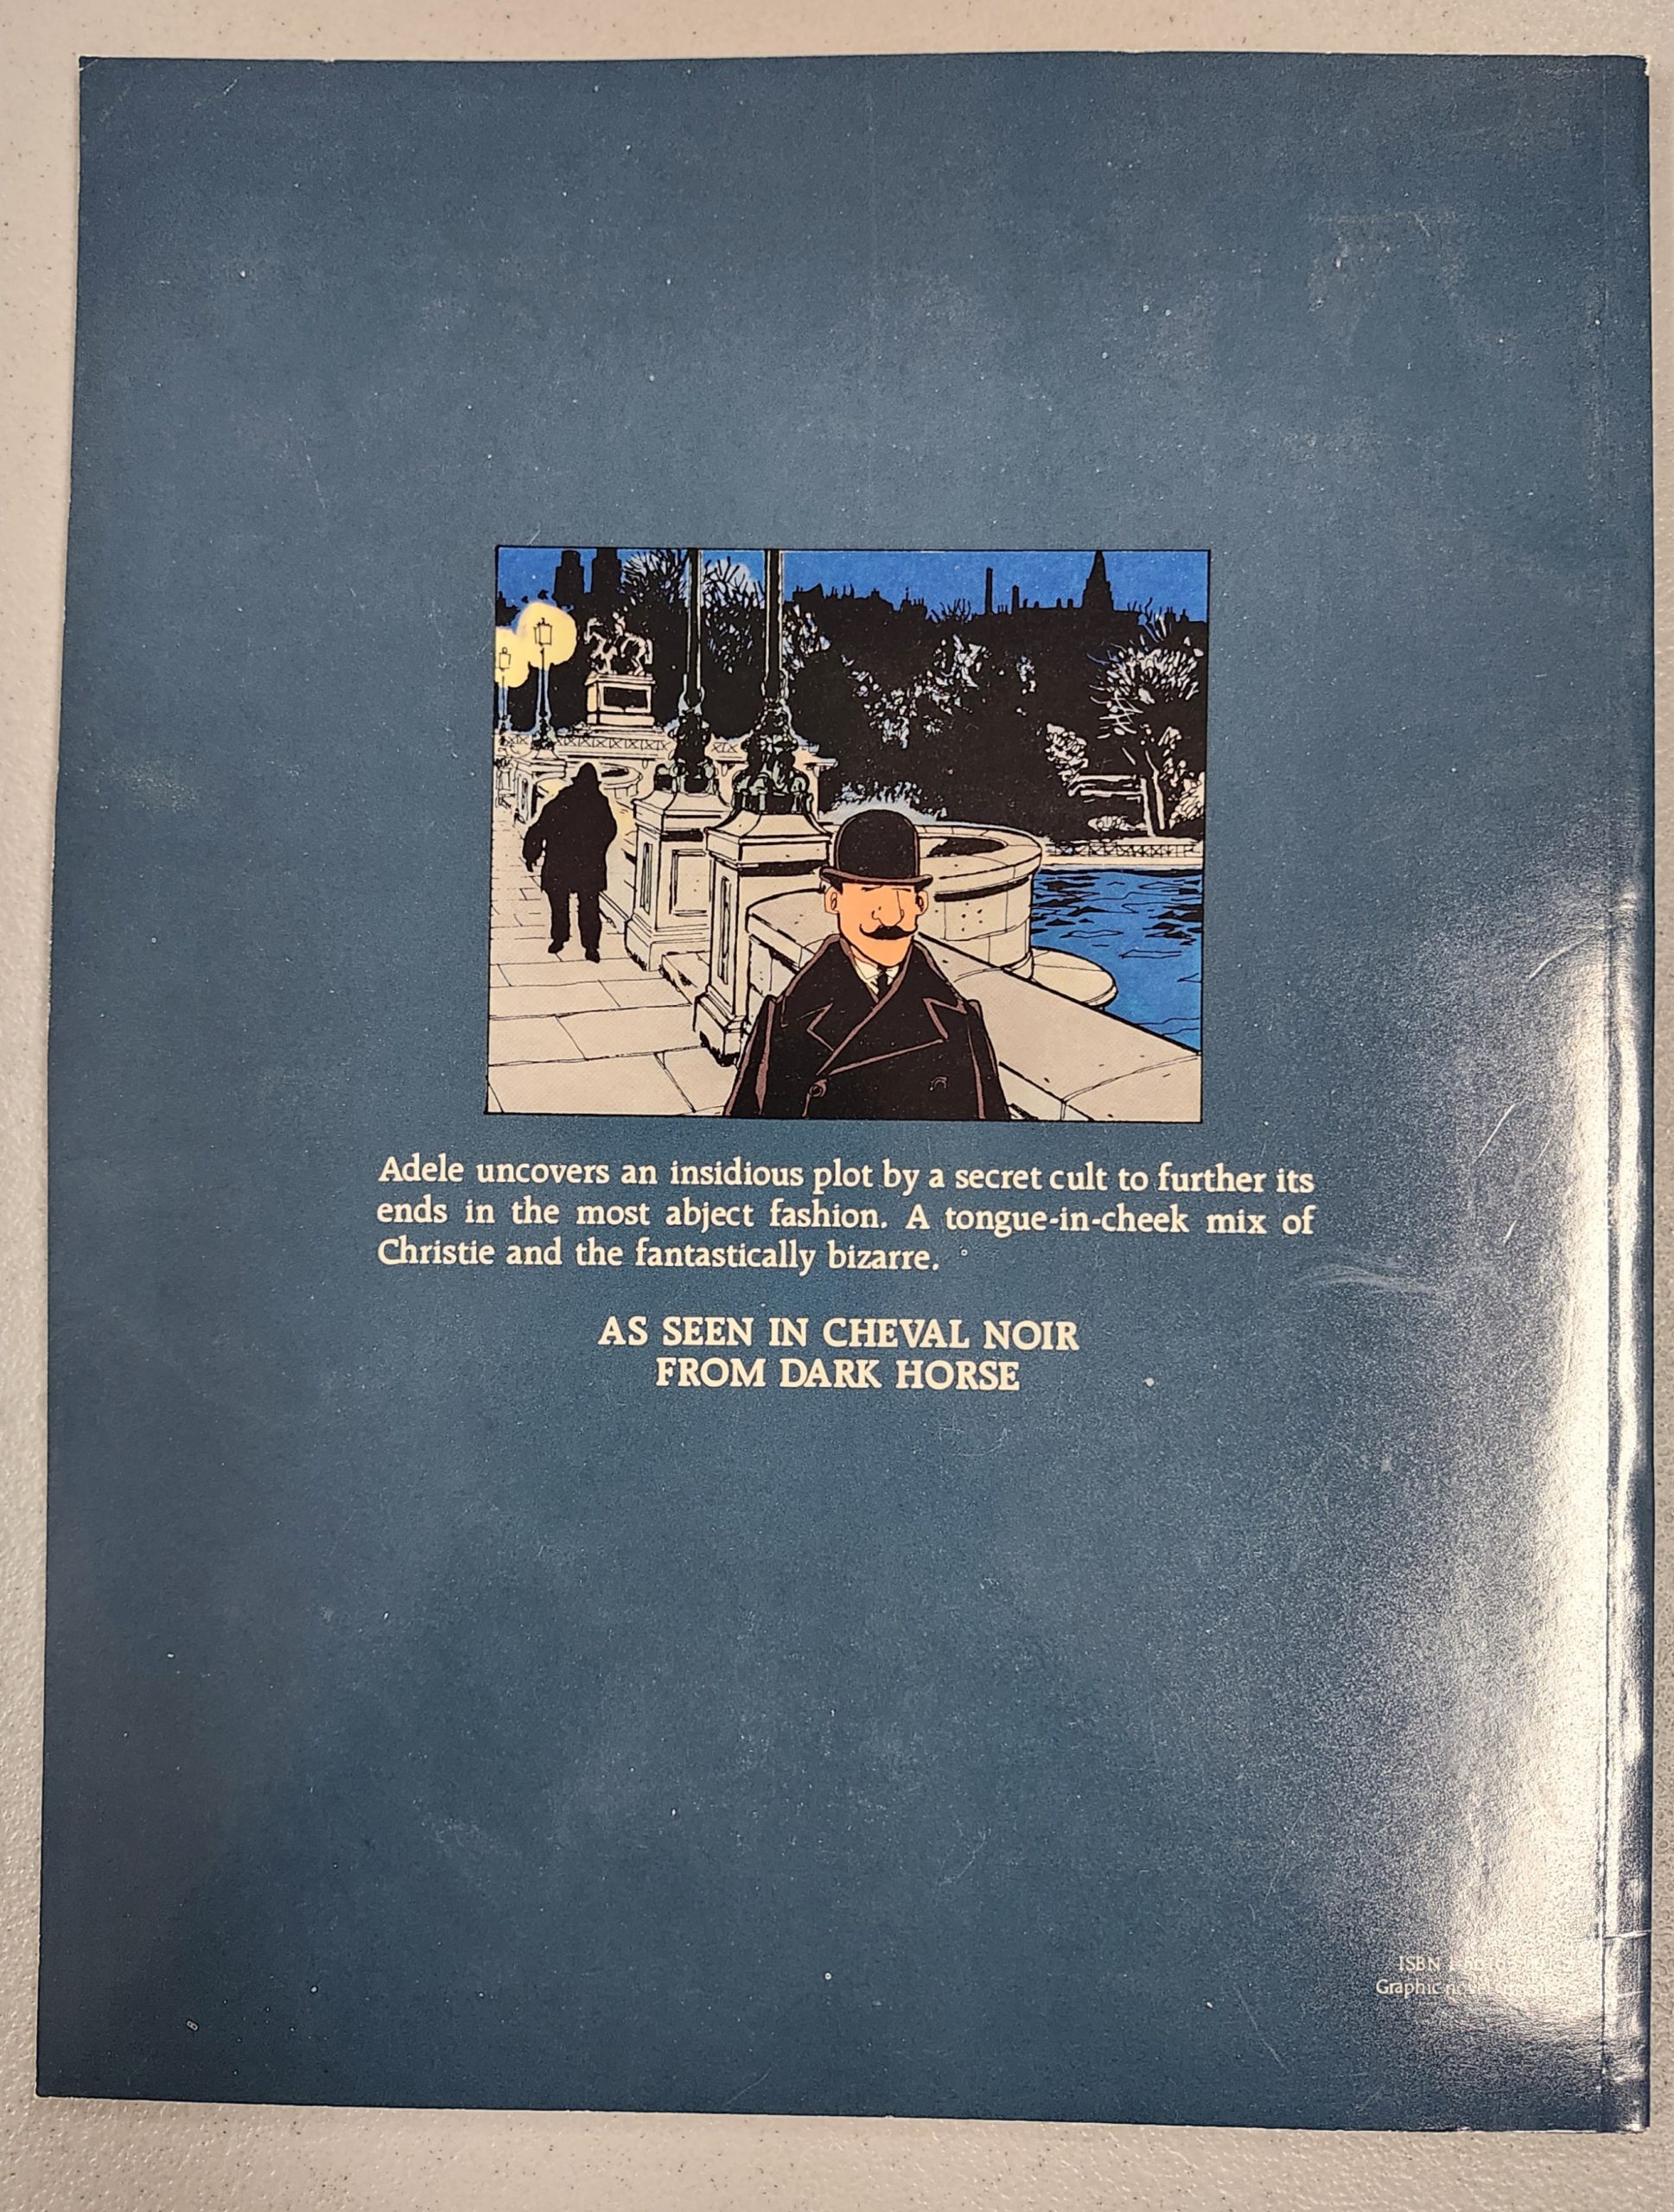 Adele uncovers an insidious plot by a secret cult to further its
ends in the most abject fashion. A tongue-in-cheek mix of
Christie and the fantastically bizarre.
AS SEEN IN CHEVAL NOIR
FROM DARK HORSE
ISBN
Graphic